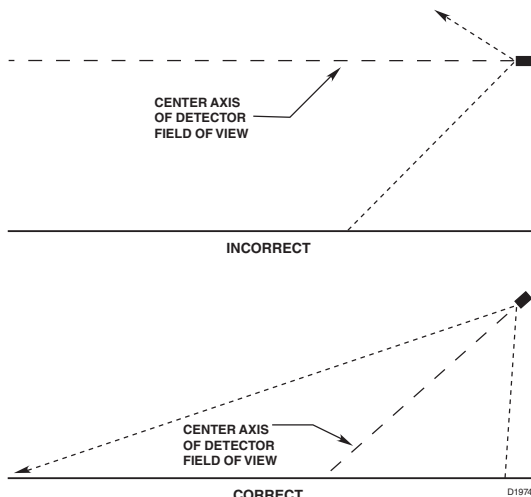 CENTER AXIS
OF DETECTOR
FIELD OF VIEW
INCORRECT
CENTER AXIS
OF DETECTOR
FIELD OF VIEW
CORRECT
D1974